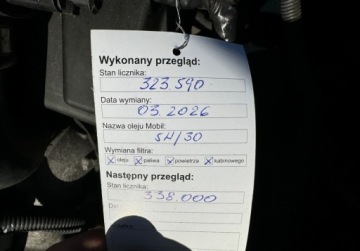 Wykonany przegląd:
Stan licznika:
323.590
Data wymiany:
03.2026
Nazwa oleju Mobil:
5W/30
Wymiana filtra:
oleju paliwa powietrza kabinowego
Następny przegląd:
Stan licznika:
338.000